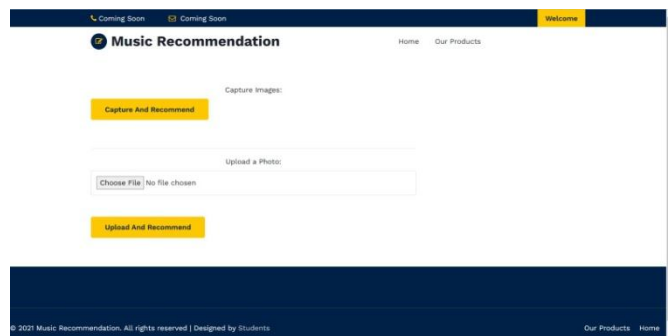 Coming Soon Coming Soon Welcome
Music Recommendation Home Our Products
Capture Images:
Capture And Recommend
Upload a Photo:
Choose File No file chosen
Upload And Recommend
© 2021 Music Recommendation. All rights reserved | Designed by Students Our Products Home